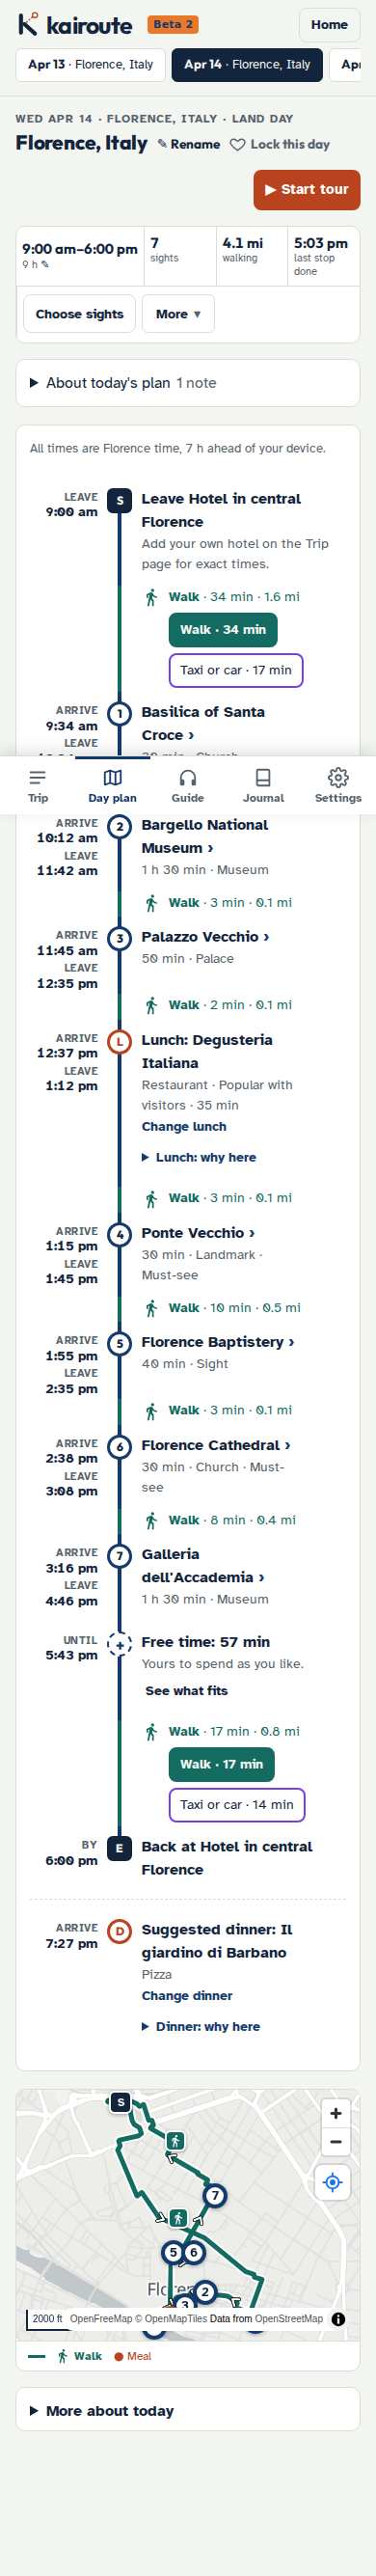 kairoute
Beta 2
Home
Apr 13 · Florence, Italy
Apr 14 · Florence, Italy
WED APR 14 · FLORENCE, ITALY · LAND DAY
Florence, Italy
✎ Rename
Lock this day
▶ Start tour
9:00 am–6:00 pm
9 h ✎
7
sights
4.1 mi
walking
5:03 pm
last stop
done
Choose sights
More ▾
▶ About today's plan 1 note
All times are Florence time, 7 h ahead of your device.
LEAVE
9:00 am
S
Leave Hotel in central
Florence
Add your own hotel on the Trip
page for exact times.
Walk · 34 min · 1.6 mi
Walk · 34 min
Taxi or car · 17 min
ARRIVE
9:34 am
LEAVE
1
Basilica of Santa
Croce ›
Trip
Day plan
Guide
Journal
Settings
ARRIVE
10:12 am
LEAVE
11:42 am
2
Bargello National
Museum ›
1 h 30 min · Museum
Walk · 3 min · 0.1 mi
ARRIVE
11:45 am
LEAVE
12:35 pm
3
Palazzo Vecchio ›
50 min · Palace
Walk · 2 min · 0.1 mi
ARRIVE
12:37 pm
LEAVE
1:12 pm
L
Lunch: Degusteria
Italiana
Restaurant · Popular with
visitors · 35 min
Change lunch
▶ Lunch: why here
Walk · 3 min · 0.1 mi
ARRIVE
1:15 pm
LEAVE
1:45 pm
4
Ponte Vecchio ›
30 min · Landmark ·
Must-see
Walk · 10 min · 0.5 mi
ARRIVE
1:55 pm
LEAVE
2:35 pm
5
Florence Baptistery ›
40 min · Sight
Walk · 3 min · 0.1 mi
ARRIVE
2:38 pm
LEAVE
3:08 pm
6
Florence Cathedral ›
30 min · Church · Must-
see
Walk · 8 min · 0.4 mi
ARRIVE
3:16 pm
LEAVE
4:46 pm
7
Galleria
dell'Accademia ›
1 h 30 min · Museum
UNTIL
5:43 pm
+
Free time: 57 min
Yours to spend as you like.
See what fits
Walk · 17 min · 0.8 mi
Walk · 17 min
Taxi or car · 14 min
BY
6:00 pm
E
Back at Hotel in central
Florence
ARRIVE
7:27 pm
D
Suggested dinner: Il
giardino di Barbano
Pizza
Change dinner
▶ Dinner: why here
S
+
−
7
5
6
2
3
2000 ft
OpenFreeMap © OpenMapTiles Data from OpenStreetMap
Walk
Meal
▶ More about today